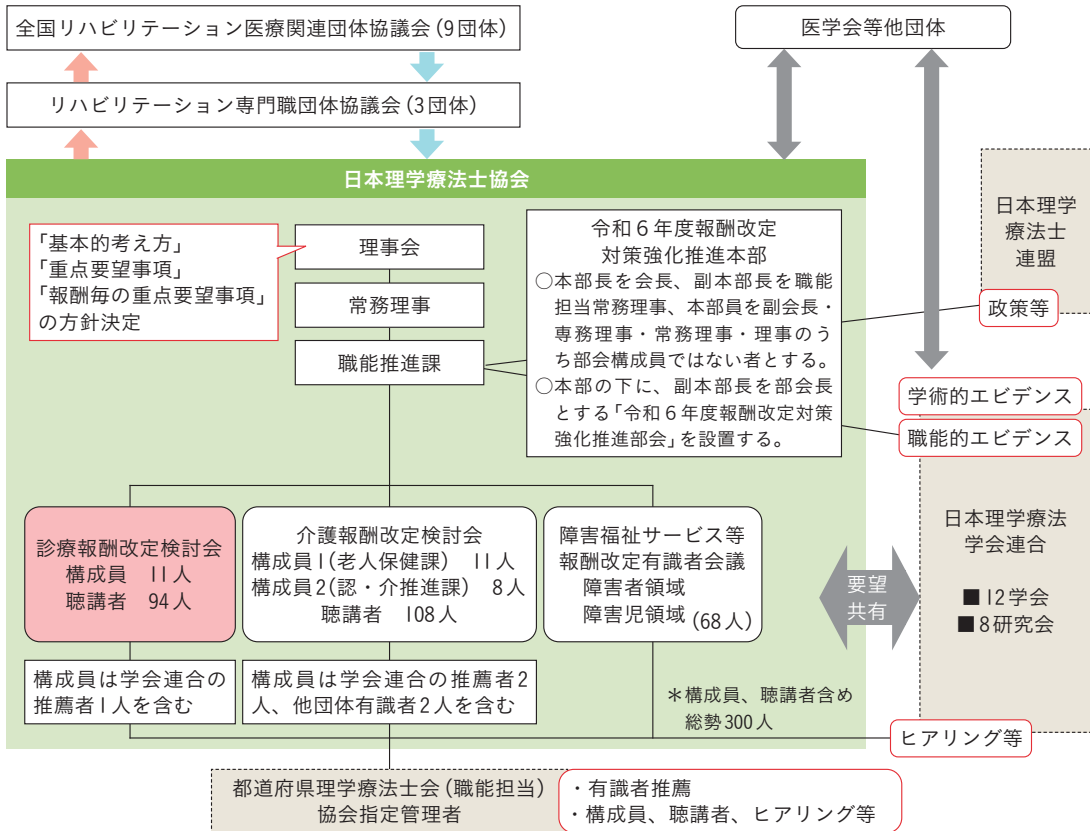 全国リハビリテーション医療関連団体協議会(9団体)
医学会等他団体
リハビリテーション専門職団体協議会(3団体)
日本理学療法士協会
「基本的考え方」
「重点要望事項」
「報酬毎の重点要望事項」
の方針決定
理事会
常務理事
職能推進課
令和6年度報酬改定
対策強化推進本部
○本部長を会長、副本部長を職能
担当常務理事、本部員を副会長・
専務理事・常務理事・理事のう
ち部会構成員ではない者とする。
○本部の下に、副本部長を部会長
とする「令和6年度報酬改定対策
強化推進部会」を設置する。
日本理学
療法士
連盟
政策等
学術的エビデンス
職能的エビデンス
診療報酬改定検討会
構成員 11人
聴講者 94人
介護報酬改定検討会
構成員1(老人保健課) 11人
構成員2(認・介推進課) 8人
聴講者 108人
障害福祉サービス等
報酬改定有識者会議
障害者領域
障害児領域(68人)
要望
共有
日本理学療法
学会連合
■12学会
■8研究会
構成員は学会連合の
推薦者1人を含む
構成員は学会連合の推薦者2
人、他団体有識者2人を含む
*構成員、聴講者含め
総勢300人
ヒアリング等
都道府県理学療法士会(職能担当)
協会指定管理者
・有識者推薦
・構成員、聴講者、ヒアリング等